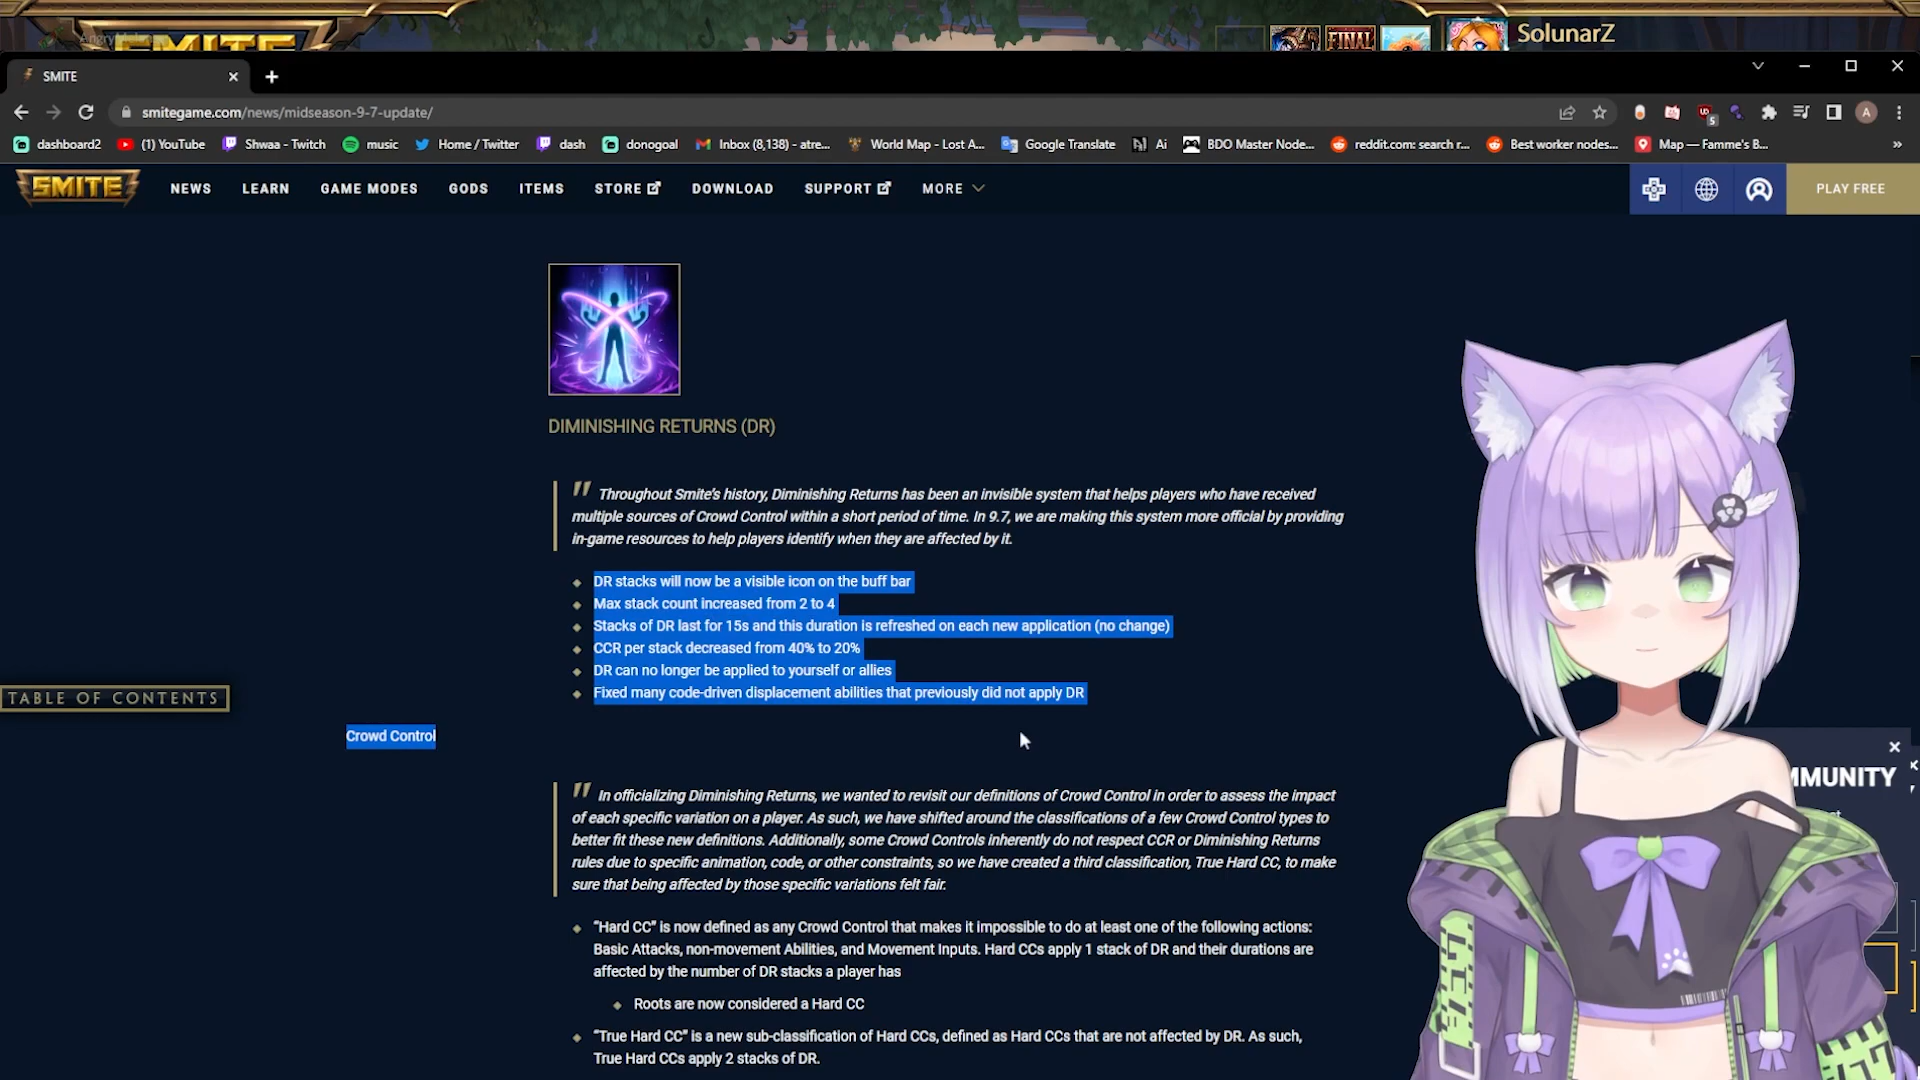 SMITE
FINAL
SolunarZ
SMITE
smitegame.com/news/midseason-9-7-update/
dashboard2
(1) YouTube
Shwaa - Twitch
music
Home / Twitter
dash
donogoal
Inbox (8,138) - atre...
World Map - Lost A...
Google Translate
Ai
BDO Master Node...
reddit.com: search r...
Best worker nodes...
Map — Famme's B...
SMITE
NEWS
LEARN
GAME MODES
GODS
ITEMS
STORE
DOWNLOAD
SUPPORT
MORE
PLAY FREE
DIMINISHING RETURNS (DR)
" Throughout Smite's history, Diminishing Returns has been an invisible system that helps players who have received
multiple sources of Crowd Control within a short period of time. In 9.7, we are making this system more official by providing
in-game resources to help players identify when they are affected by it.
DR stacks will now be a visible icon on the buff bar
Max stack count increased from 2 to 4
Stacks of DR last for 15s and this duration is refreshed on each new application (no change)
CCR per stack decreased from 40% to 20%
DR can no longer be applied to yourself or allies
Fixed many code-driven displacement abilities that previously did not apply DR
TABLE OF CONTENTS
Crowd Control
MMUNITY
" In officializing Diminishing Returns, we wanted to revisit our definitions of Crowd Control in order to assess the impact
of each specific variation on a player. As such, we have shifted around the classifications of a few Crowd Control types to
better fit these new definitions. Additionally, some Crowd Controls inherently do not respect CCR or Diminishing Returns
rules due to specific animation, code, or other constraints, so we have created a third classification, True Hard CC, to make
sure that being affected by those specific variations felt fair.
"Hard CC" is now defined as any Crowd Control that makes it impossible to do at least one of the following actions:
Basic Attacks, non-movement Abilities, and Movement Inputs. Hard CCs apply 1 stack of DR and their durations are
affected by the number of DR stacks a player has
Roots are now considered a Hard CC
"True Hard CC" is a new sub-classification of Hard CCs, defined as Hard CCs that are not affected by DR. As such,
True Hard CCs apply 2 stacks of DR.